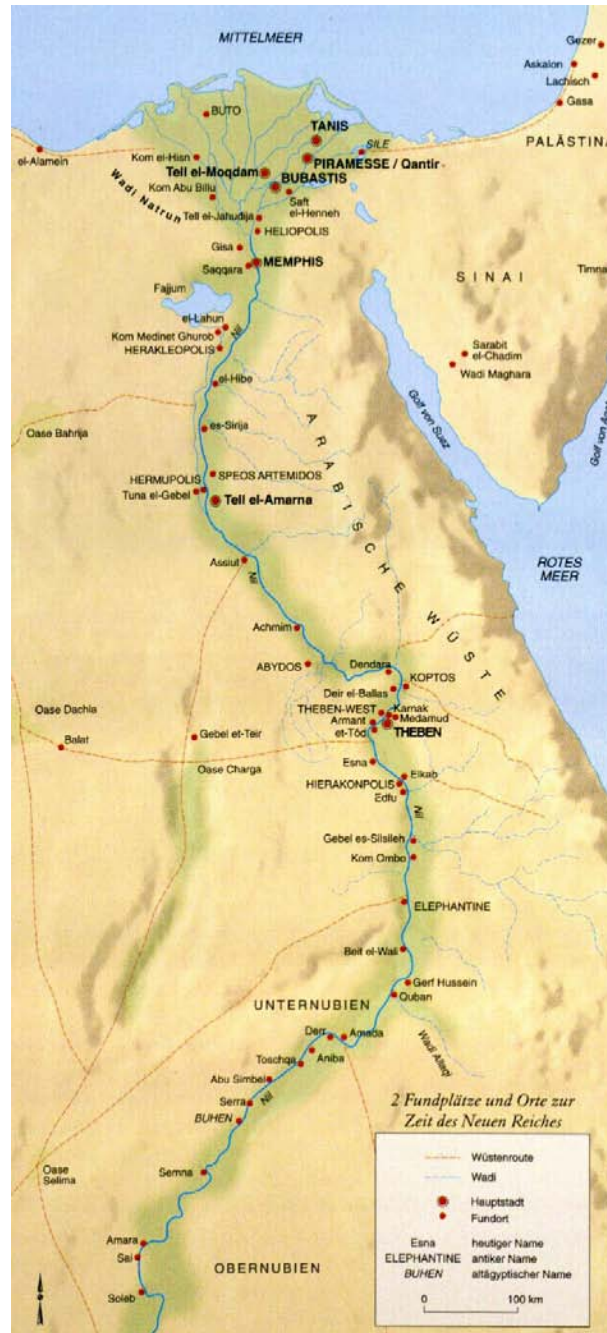 MITTELMEER
Gezer
Askalon
Lachisch
Gasa
BUTO
TANIS
SILE
PALÄSTINA
el-Alamein
Kom el-Hisn
PIRAMESSE / Qantir
Tell el-Moqdam
BUBASTIS
Wadi Natrun
Kom Abu Billu
Saft
el-Henneh
Tell el-Jahudija
HELIOPOLIS
Gisa
MEMPHIS
Saqqara
SINAI
Timna
Fajjum
el-Lahun
Nil
Kom Medinet Ghurob
HERAKLEOPOLIS
Sarabit
el-Chadim
Wadi Maghara
el-Hibe
Golf von Suez
Oase Bahrija
es-Sirija
ARABISCHE WÜSTE
HERMUPOLIS
SPEOS ARTEMIDOS
Tuna el-Gebel
Tell el-Amarna
ROTES
MEER
Assiut
Nil
Achmim
ABYDOS
Dendara
KOPTOS
Deir el-Ballas
Oase Dachla
THEBEN-WEST
Karnak
Medamud
Armant
THEBEN
et-Tôd
Balat
Gebel et-Teir
Esna
Oase Charga
Elkab
HIERAKONPOLIS
Edfu
Nil
Gebel es-Silsileh
Kom Ombo
ELEPHANTINE
Beit el-Wali
Gerf Hussein
Quban
UNTERNUBIEN
Wadi Allaqi
Derr
Amada
Toschqa
Aniba
Abu Simbel
Nil
Serra
BUHEN
Oase
Selima
Semna
Amara
Sai
OBERNUBIEN
Soleb
2 Fundplätze und Orte zur
Zeit des Neuen Reiches
Wüstenroute
Wadi
Hauptstadt
Fundort
Esna heutiger Name
ELEPHANTINE antiker Name
BUHEN altägyptischer Name
0 100 km